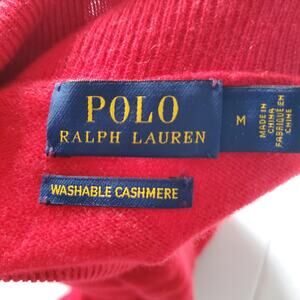 POLO
RALPH LAUREN
M
MADE IN
CHINA
FABRIQUÉ EN
CHINE
WASHABLE CASHMERE